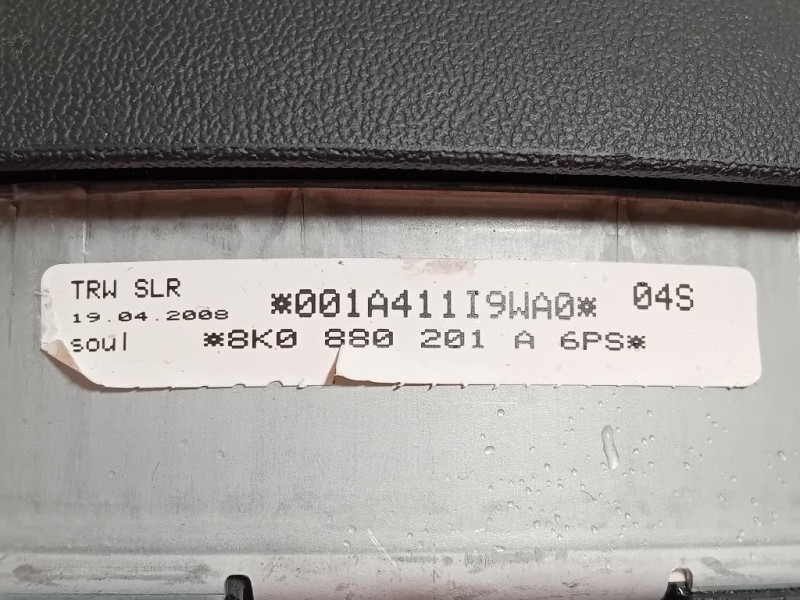 TRW SLR *001A411I9WA0* 04S
19.04.2008
soul *8K0 880 201 A 6PS*